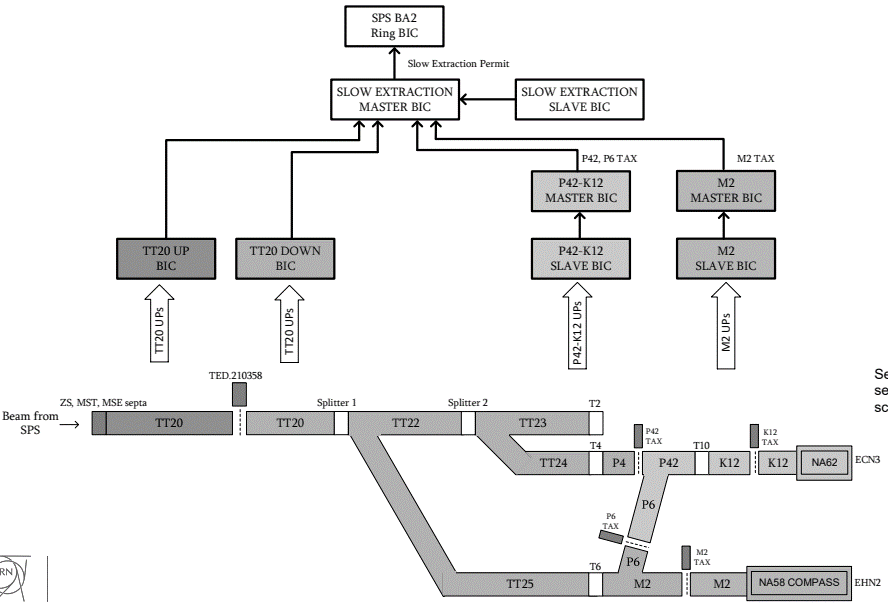 SPS BA2
Ring BIC
Slow Extraction Permit
SLOW EXTRACTION
MASTER BIC
SLOW EXTRACTION
SLAVE BIC
P42, P6 TAX
M2 TAX
P42-K12
MASTER BIC
M2
MASTER BIC
TT20 UP
BIC
TT20 DOWN
BIC
P42-K12
SLAVE BIC
M2
SLAVE BIC
TT20 UPs
TT20 UPs
P42-K12 UPs
M2 UPs
TED.210358
Se
se
sc
ZS, MST, MSE septa
Splitter 1
Splitter 2
T2
Beam from
SPS
TT20
TT20
TT22
TT23
P42
TAX
K12
TAX
T4
T10
TT24
P4
P42
K12
K12
NA62
ECN3
P6
P6
TAX
M2
TAX
P6
T6
TT25
M2
M2
NA58 COMPASS
EHN2
RN